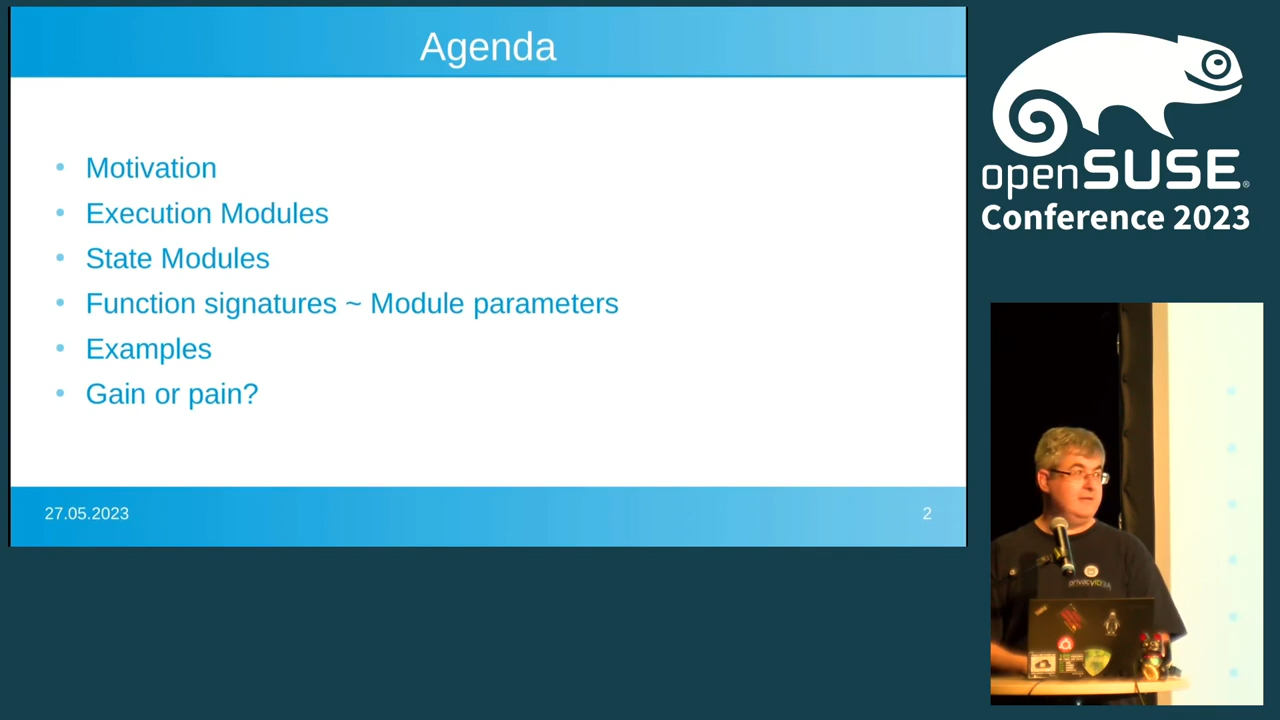 Agenda
• Motivation
• Execution Modules
• State Modules
• Function signatures ~ Module parameters
• Examples
• Gain or pain?
27.05.2023
2
openSUSE®
Conference 2023
privacyIDEA